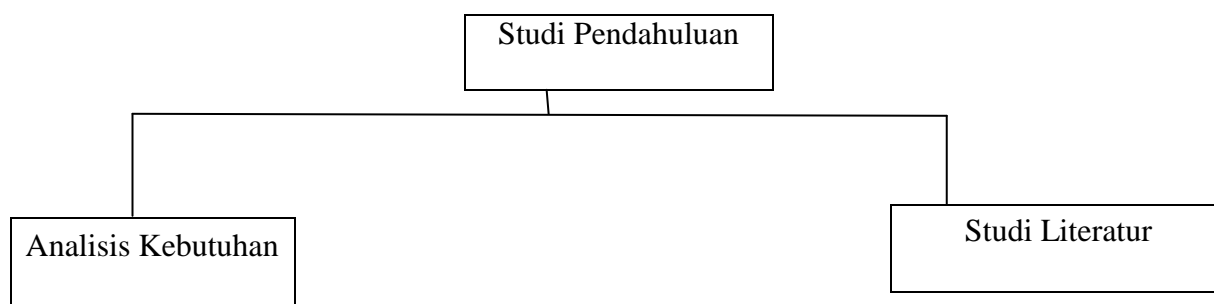 Studi Pendahuluan
Analisis Kebutuhan
Studi Literatur